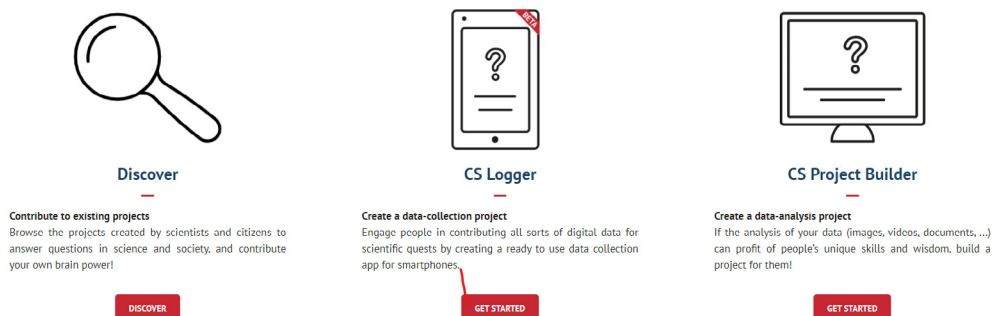 BETA
?
?
Discover
Contribute to existing projects
Browse the projects created by scientists and citizens to
answer questions in science and society, and contribute
your own brain power!
DISCOVER
CS Logger
Create a data-collection project
Engage people in contributing all sorts of digital data for
scientific quests by creating a ready to use data collection
app for smartphones.
GET STARTED
CS Project Builder
Create a data-analysis project
If the analysis of your data (images, videos, documents, ...)
can profit of people's unique skills and wisdom, build a
project for them!
GET STARTED